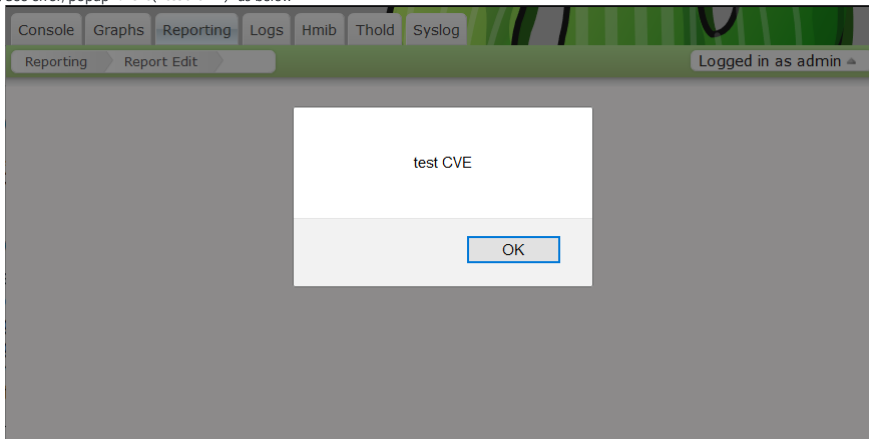 Console Graphs Reporting Logs Hmib Thold Syslog
Reporting Report Edit Logged in as admin
test CVE
OK